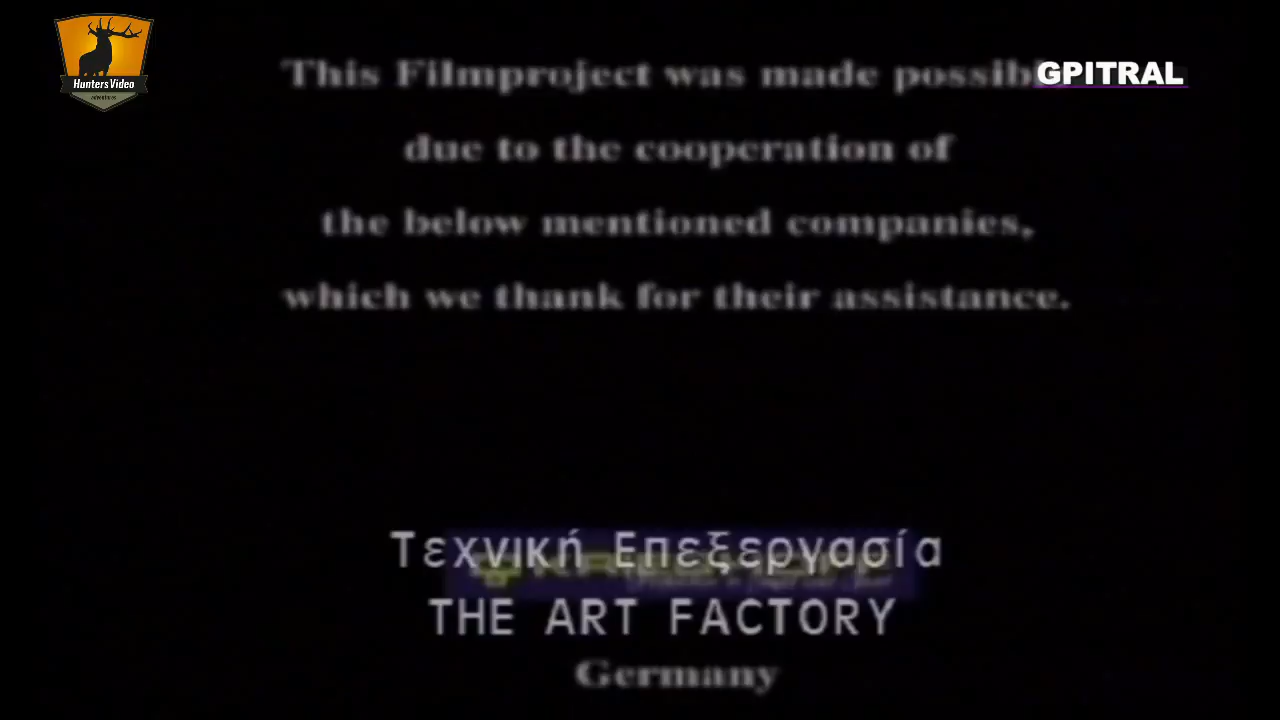 Hunters Video
adventures
GPITRAL
This Filmproject was made possib
due to the cooperation of
the below mentioned companies,
which we thank for their assistance.
Τεχνική Επεξεργασία
THE ART FACTORY
Germany